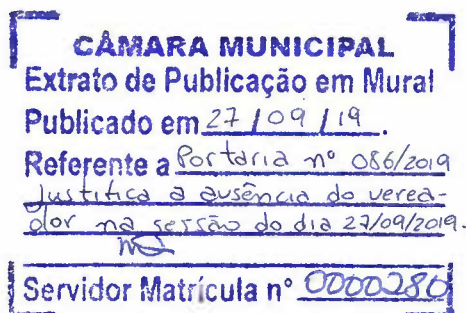 CÂMARA MUNICIPAL
Extrato de Publicação em Mural
Publicado em 27/09/19.
Referente a Portaria nº 086/2019
Justifica a ausência do verea-
dor na sessão do dia 27/09/2019.
Servidor Matrícula nº 0000280